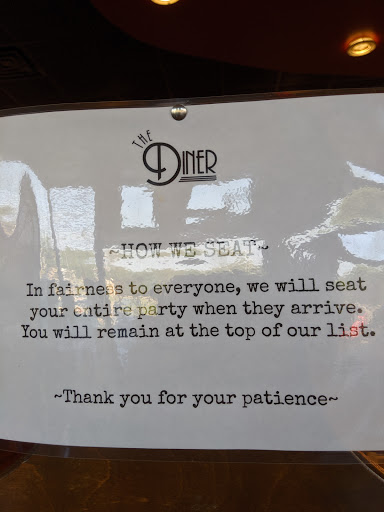 THE
DINER
~HOW WE SEAT~
In fairness to everyone, we will seat
your entire party when they arrive.
You will remain at the top of our list.
~Thank you for your patience~